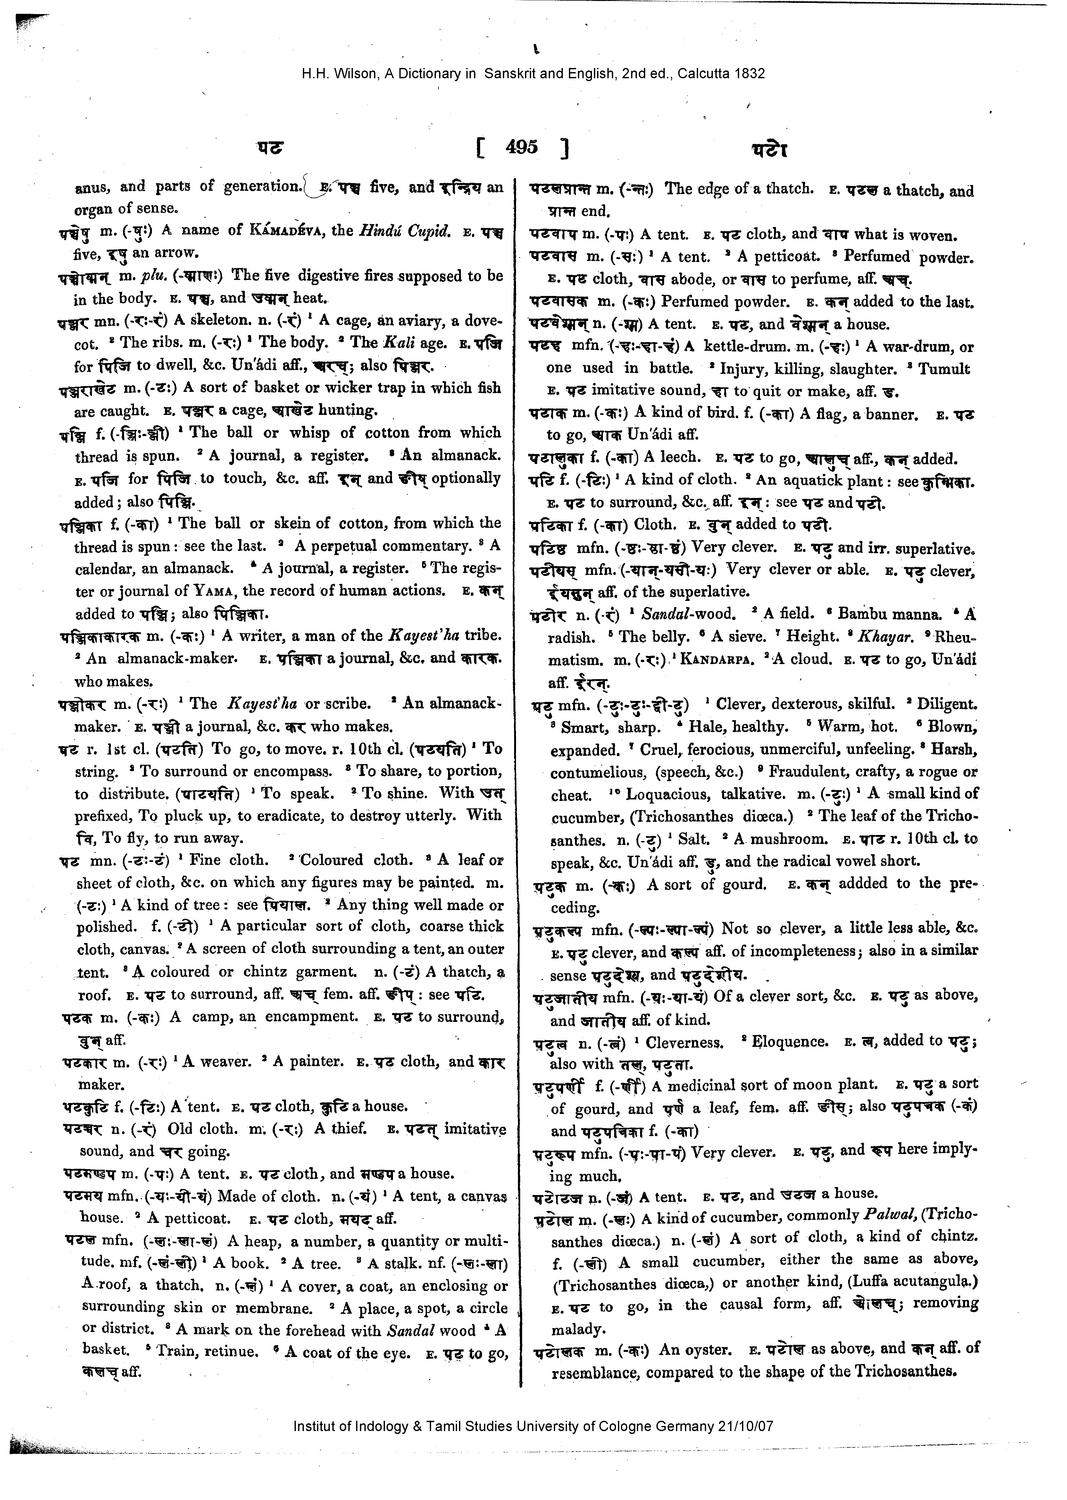 H.H. Wilson, A Dictionary in Sanskrit and English, 2nd ed., Calcutta 1832
पट
[ 495 ]
पटो
anus, and parts of generation. E. पञ्च five, and इन्द्रिय an
organ of sense.
पञ्चेषु m. (-षुः) A name of KÁMADÉVA, the Hindú Cupid. E. पञ्च
five, इषु an arrow.
पञ्चोष्मन् m. plu. (-ष्माणः) The five digestive fires supposed to be
in the body. E. पञ्च, and उष्मन् heat.
पञ्जर mn. (-रः-रं) A skeleton. n. (-रं) ¹ A cage, an aviary, a dove-
cot. ² The ribs. m. (-रः) ¹ The body. ² The Kali age. E. पजि
for पिजि to dwell, &c. Un'ádi aff., अरच्; also पिञ्जर.
पञ्जराखेट m. (-टः) A sort of basket or wicker trap in which fish
are caught. E. पञ्जर a cage, आखेट hunting.
पञ्जि f. (-ञ्जिः-ञ्जी) ¹ The ball or whisp of cotton from which
thread is spun. ² A journal, a register. ³ An almanack.
E. पजि for पिजि to touch, &c. aff. इन् and ङीष् optionally
added; also पिञ्जि.
पञ्जिका f. (-का) ¹ The ball or skein of cotton, from which the
thread is spun: see the last. ² A perpetual commentary. ³ A
calendar, an almanack. ⁴ A journal, a register. ⁵ The regis-
ter or journal of YAMA, the record of human actions. E. कन्
added to पञ्जि; also पिञ्जिका.
पञ्जिकाकारक m. (-कः) ¹ A writer, a man of the Kayest'ha tribe.
² An almanack-maker. E. पञ्जिका a journal, &c. and कारक.
who makes.
पञ्जीकर m. (-रः) ¹ The Kayest'ha or scribe. ² An almanack-
maker. E. पञ्जी a journal, &c. कर who makes.
पट r. 1st cl. (पटति) To go, to move. r. 10th cl. (पटयति) ¹ To
string. ² To surround or encompass. ³ To share, to portion,
to distribute. (पाटयति) ¹ To speak. ² To shine. With उत्
prefixed, To pluck up, to eradicate, to destroy utterly. With
वि, To fly, to run away.
पट mn. (-टः-टं) ¹ Fine cloth. ² Coloured cloth. ³ A leaf or
sheet of cloth, &c. on which any figures may be painted. m.
(-टः) ¹ A kind of tree: see पियाल. ² Any thing well made or
polished. f. (-टी) ¹ A particular sort of cloth, coarse thick
cloth, canvas. ² A screen of cloth surrounding a tent, an outer
tent. ³ A coloured or chintz garment. n. (-टं) A thatch, a
roof. E. पट to surround, aff. अच् fem. aff. ङीष्: see पटि.
पटक m. (-कः) A camp, an encampment. E. पट to surround,
वुन् aff.
पटकार m. (-रः) ¹ A weaver. ² A painter. E. पट cloth, and कार
maker.
पटकुटि f. (-टिः) A tent. E. पट cloth, कुटि a house.
पटच्चर n. (-रं) Old cloth. m. (-रः) A thief. E. पटत् imitative
sound, and चर going.
पटमण्डप m. (-पः) A tent. E. पट cloth, and मण्डप a house.
पटमय mfn. (-यः-यी-यं) Made of cloth. n. (-यं) ¹ A tent, a canvas
house. ² A petticoat. E. पट cloth, मयट् aff.
पटल mfn. (-लः-ला-लं) A heap, a number, a quantity or multi-
tude. mf. (-लं-ली) ¹ A book. ² A tree. ³ A stalk. nf. (-लः-ला)
A roof, a thatch. n. (-लं) ¹ A cover, a coat, an enclosing or
surrounding skin or membrane. ² A place, a spot, a circle
or district. ³ A mark on the forehead with Sandal wood ⁴ A
basket. ⁵ Train, retinue. ⁶ A coat of the eye. E. पट to go,
कलच् aff.
पटलप्रान्त m. (-न्तः) The edge of a thatch. E. पटल a thatch, and
प्रान्त end.
पटवाप m. (-पः) A tent. E. पट cloth, and वाप what is woven.
पटवास m. (-सः) ¹ A tent. ² A petticoat. ³ Perfumed powder.
E. पट cloth, वास abode, or वास to perfume, aff. अच्.
पटवासक m. (-कः) Perfumed powder. E. कन् added to the last.
पटवेश्मन् n. (-श्म) A tent. E. पट, and वेश्मन् a house.
पटह mfn. (-हः-हा-हं) A kettle-drum. m. (-हः) ¹ A war-drum, or
one used in battle. ² Injury, killing, slaughter. ³ Tumult
E. पट imitative sound, हा to quit or make, aff. ड.
पटाक m. (-कः) A kind of bird. f. (-का) A flag, a banner. E. पट
to go, आक Un'ádi aff.
पटालुका f. (-का) A leech. E. पट to go, आलुच् aff., कन् added.
पटि f. (-टिः) ¹ A kind of cloth. ² An aquatick plant: see कुम्भिका.
E. पट to surround, &c. aff. इन्: see पट and पटी.
पटिका f. (-का) Cloth. E. वुन् added to पटी.
पटिष्ठ mfn. (-ष्ठः-ष्ठा-ष्ठं) Very clever. E. पटु and irr. superlative.
पटीयस् mfn. (-यान्-यसी-यः) Very clever or able. E. पटु clever,
ईयसुन् aff. of the superlative.
पटीर n. (-रं) ¹ Sandal-wood. ² A field. ³ Bambu manna. ⁴ A
radish. ⁵ The belly. ⁶ A sieve. ⁷ Height. ⁸ Khayar. ⁹ Rheu-
matism. m. (-रः) ¹ KANDARPA. ² A cloud. E. पट to go, Un'ádi
aff. ईरन्.
पटु mfn. (-टुः-टुः-ट्वी-टु) ¹ Clever, dexterous, skilful. ² Diligent.
³ Smart, sharp. ⁴ Hale, healthy. ⁵ Warm, hot. ⁶ Blown,
expanded. ⁷ Cruel, ferocious, unmerciful, unfeeling. ⁸ Harsh,
contumelious, (speech, &c.) ⁹ Fraudulent, crafty, a rogue or
cheat. ¹⁰ Loquacious, talkative. m. (-टुः) ¹ A small kind of
cucumber, (Trichosanthes diœca.) ² The leaf of the Tricho-
santhes. n. (-टु) ¹ Salt. ² A mushroom. E. पाट r. 10th cl. to
speak, &c. Un'ádi aff. उ, and the radical vowel short.
पटुक m. (-कः) A sort of gourd. E. कन् addded to the pre-
ceding.
पटुकल्प mfn. (-ल्पः-ल्पा-ल्पं) Not so clever, a little less able, &c.
E. पटु clever, and कल्प aff. of incompleteness; also in a similar
sense पटुदेश्य, and पटुदेशीय.
पटुजातीय mfn. (-यः-या-यं) Of a clever sort, &c. E. पटु as above,
and जातीय aff. of kind.
पटुत्व n. (-त्वं) ¹ Cleverness. ² Eloquence. E. त्व, added to पटु;
also with तल्, पटुता.
पटुपर्णी f. (-र्णी) A medicinal sort of moon plant. E. पटु a sort
of gourd, and पर्ण a leaf, fem. aff. ङीष्; also पटुपत्रक (-कं)
and पटुपत्रिका f. (-का)
पटुरूप mfn. (-पः-पा-पं) Very clever. E. पटु, and रूप here imply-
ing much.
पटोटज n. (-जं) A tent. E. पट, and उटज a house.
पटोल m. (-लः) A kind of cucumber, commonly Palwal, (Tricho-
santhes diœca.) n. (-लं) A sort of cloth, a kind of chintz.
f. (-ली) A small cucumber, either the same as above,
(Trichosanthes diœca,) or another kind, (Luffa acutangula.)
E. पट to go, in the causal form, aff. ओलच्; removing
malady.
पटोलक m. (-कः) An oyster. E. पटोल as above, and कन् aff. of
resemblance, compared to the shape of the Trichosanthes.
Institut of Indology & Tamil Studies University of Cologne Germany 21/10/07